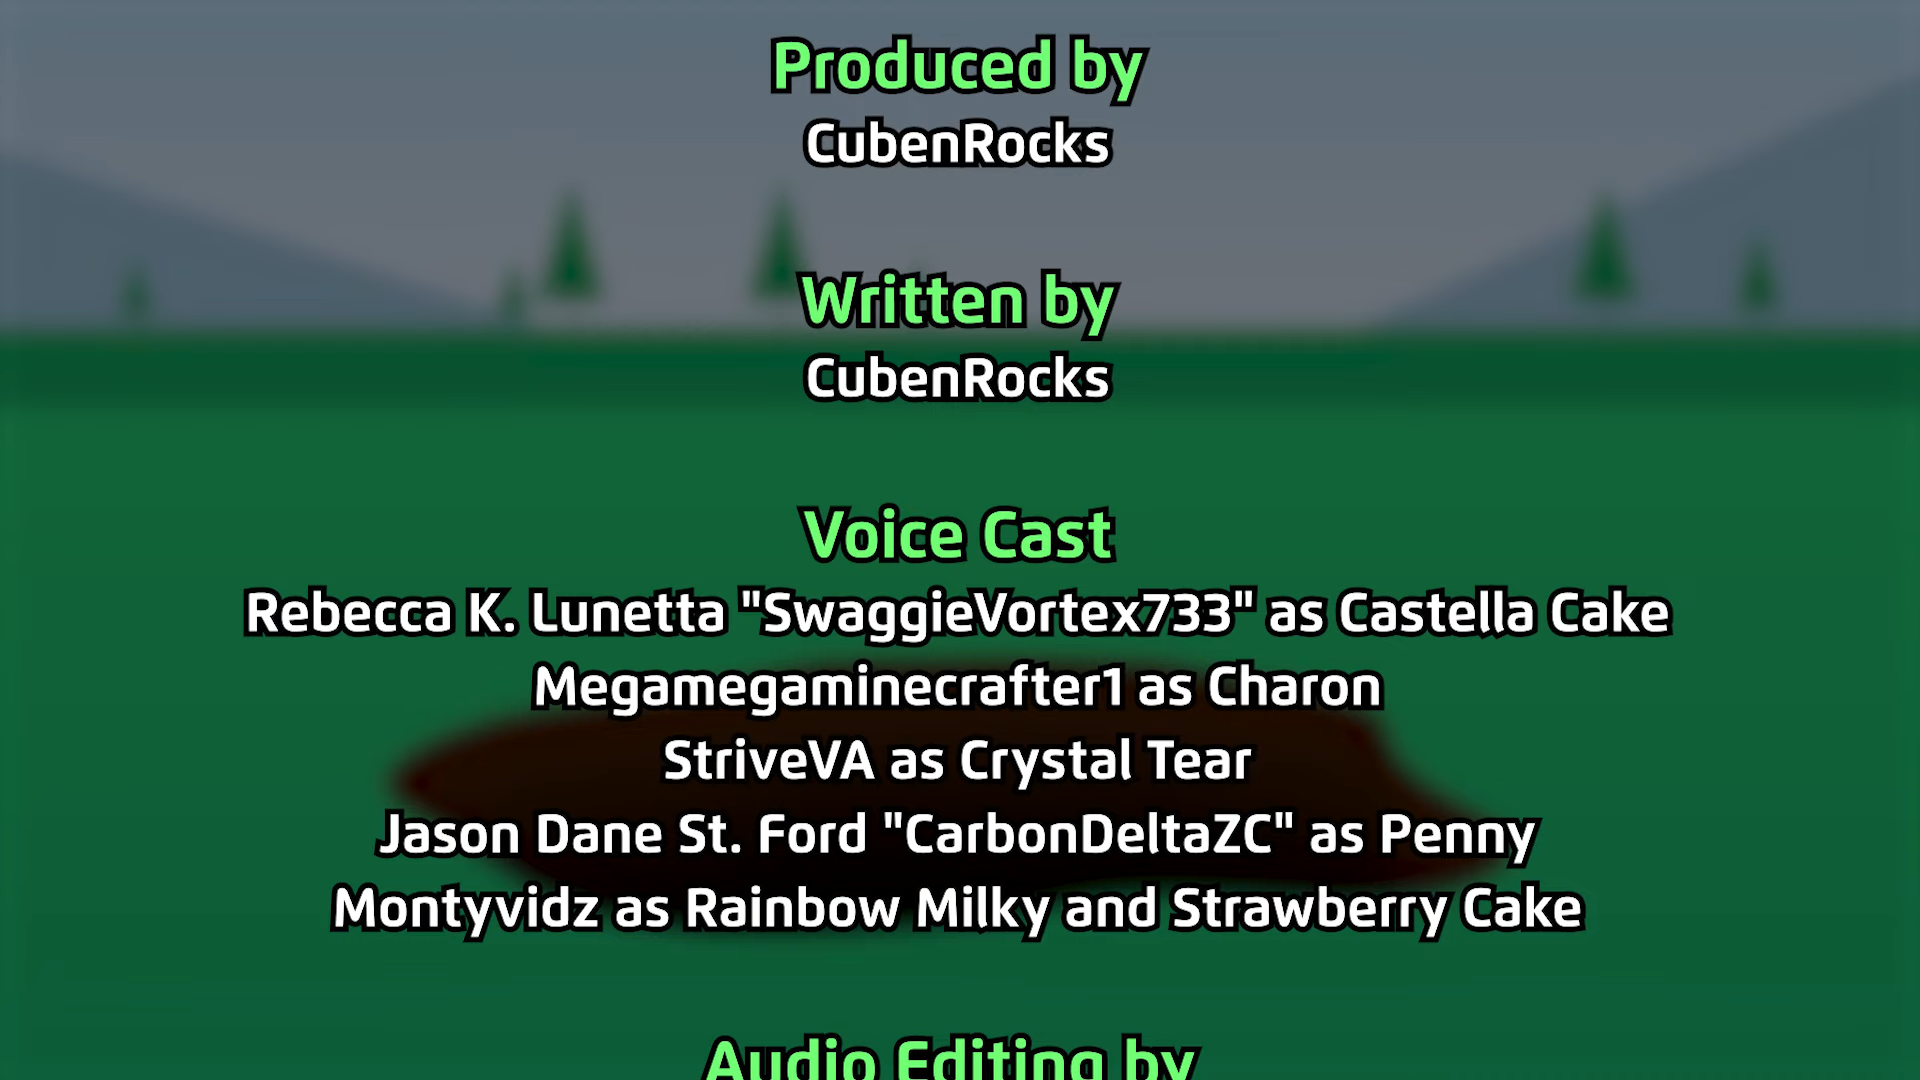 Produced by
CubenRocks
Written by
CubenRocks
Voice Cast
Rebecca K. Lunetta "SwaggieVortex733" as Castella Cake
Megamegaminecrafter1 as Charon
StriveVA as Crystal Tear
Jason Dane St. Ford "CarbonDeltaZC" as Penny
Montyvidz as Rainbow Milky and Strawberry Cake
Audio Editing by